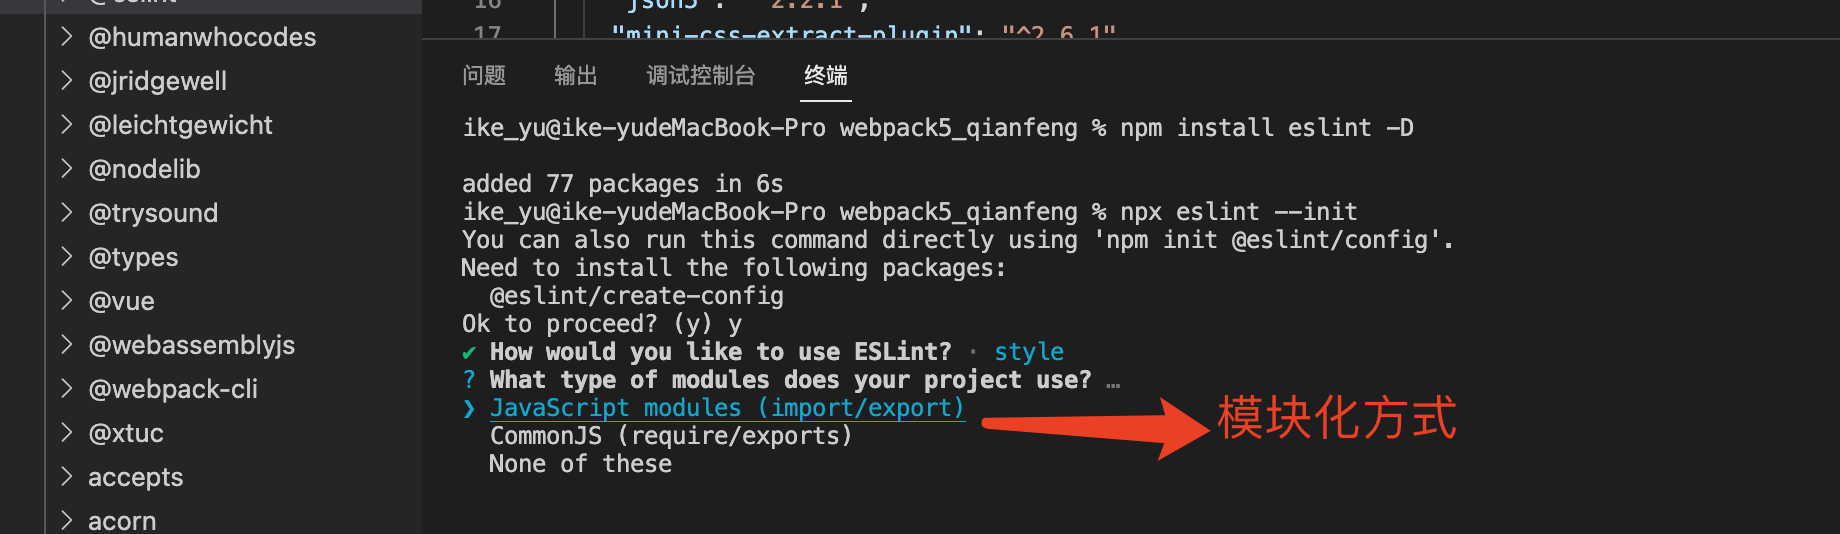 @humanwhocodes
@jridgewell
@leichtgewicht
@nodelib
@trysound
@types
@vue
@webassemblyjs
@webpack-cli
@xtuc
accepts
acorn
16 "json5": "^2.2.1",
17 "mini-css-extract-plugin": "^2.6.1"
问题 输出 调试控制台 终端
ike_yu@ike-yudeMacBook-Pro webpack5_qianfeng % npm install eslint -D
added 77 packages in 6s
ike_yu@ike-yudeMacBook-Pro webpack5_qianfeng % npx eslint --init
You can also run this command directly using 'npm init @eslint/config'.
Need to install the following packages:
@eslint/create-config
Ok to proceed? (y) y
✔ How would you like to use ESLint? · style
? What type of modules does your project use? …
❯ JavaScript modules (import/export)
CommonJS (require/exports)
None of these
模块化方式